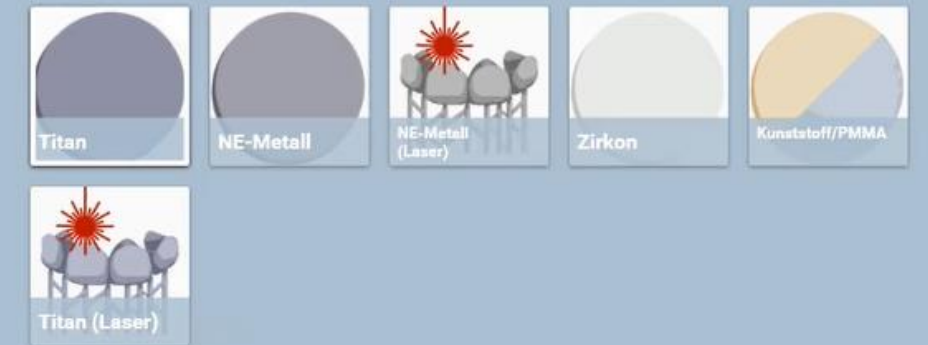 Titan
NE-Metall
NE-Metall
(Laser)
Zirkon
Kunststoff/PMMA
Titan (Laser)